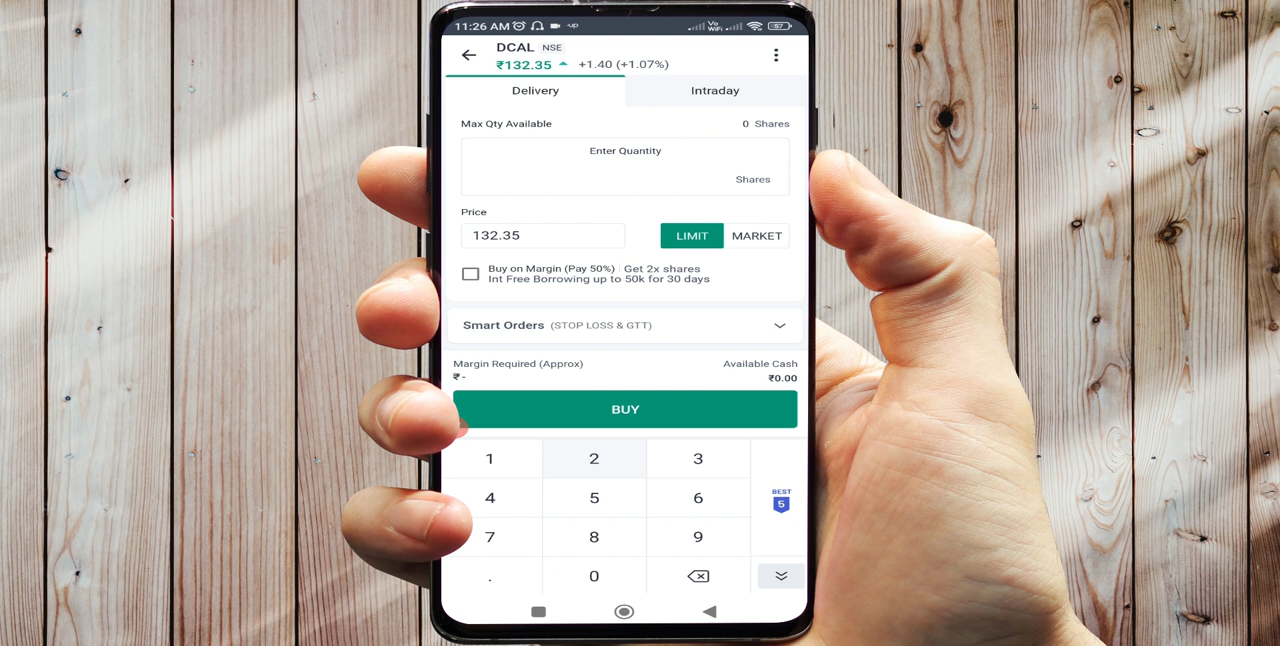 11:26 AM
Vo
WiFi
57
DCAL NSE
₹132.35 +1.40 (+1.07%)
Delivery Intraday
Max Qty Available 0 Shares
Enter Quantity
Shares
Price
132.35 LIMIT MARKET
Buy on Margin (Pay 50%) | Get 2x shares
Int Free Borrowing up to 50k for 30 days
Smart Orders (STOP LOSS & GTT)
Margin Required (Approx) Available Cash
₹ - ₹0.00
BUY
1 2 3
4 5 6
BEST
5
7 8 9
. 0